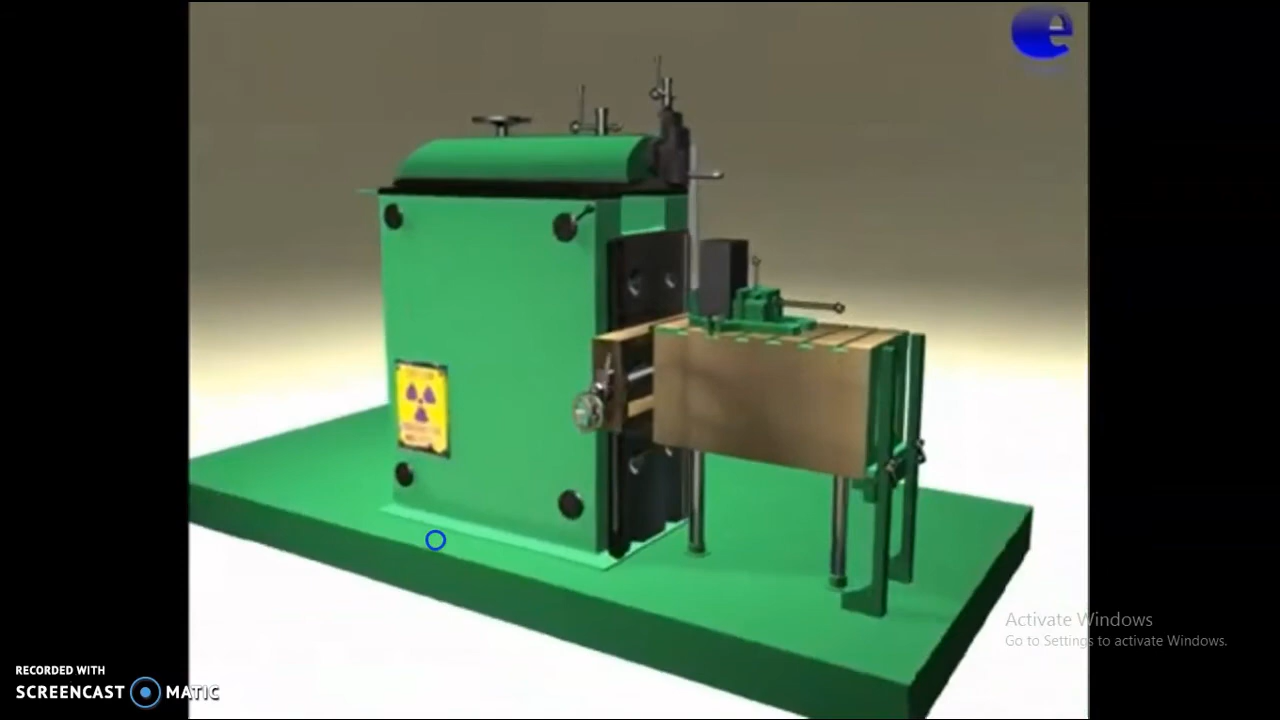 e
Activate Windows
Go to Settings to activate Windows.
RECORDED WITH
SCREENCAST MATIC